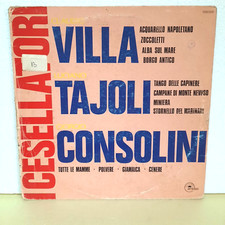 I CESELLATORI
VILLA
ACQUARELLO NAPOLETANO
ZOCCOLETTI
ALBA SUL MARE
BORGO ANTICO
TAJOLI
TANGO DELLE CAPINERE
CAMPANE DI MONTE NEVOSO
MINIERA
STORNELLO DEL MARINAIO
CONSOLINI
TUTTE LE MAMME - POLVERE - GIAMAICA - CENERE